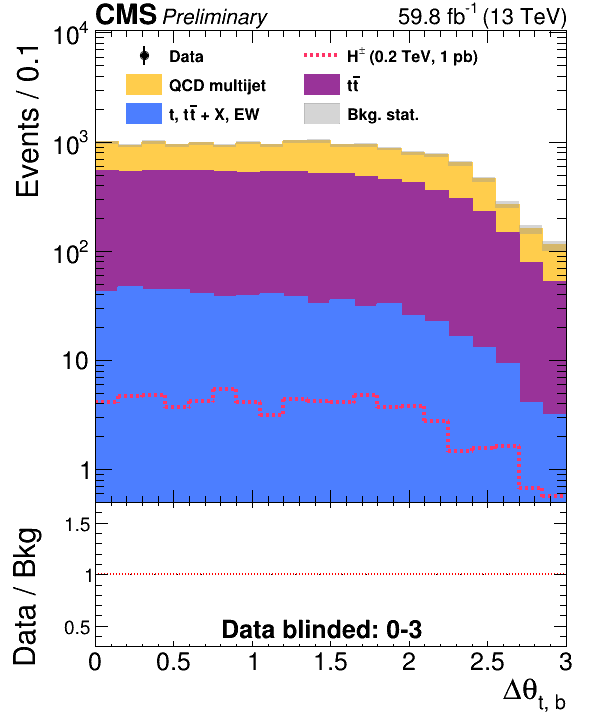 CMS Preliminary 59.8 fb⁻¹ (13 TeV)
Events / 0.1
10⁴
10³
10²
10
1
Data
H± (0.2 TeV, 1 pb)
QCD multijet
tt̄
t, tt̄ + X, EW
Bkg. stat.
Data / Bkg
1.5
1
0.5
Data blinded: 0-3
0 0.5 1 1.5 2 2.5 3
Δθt, b